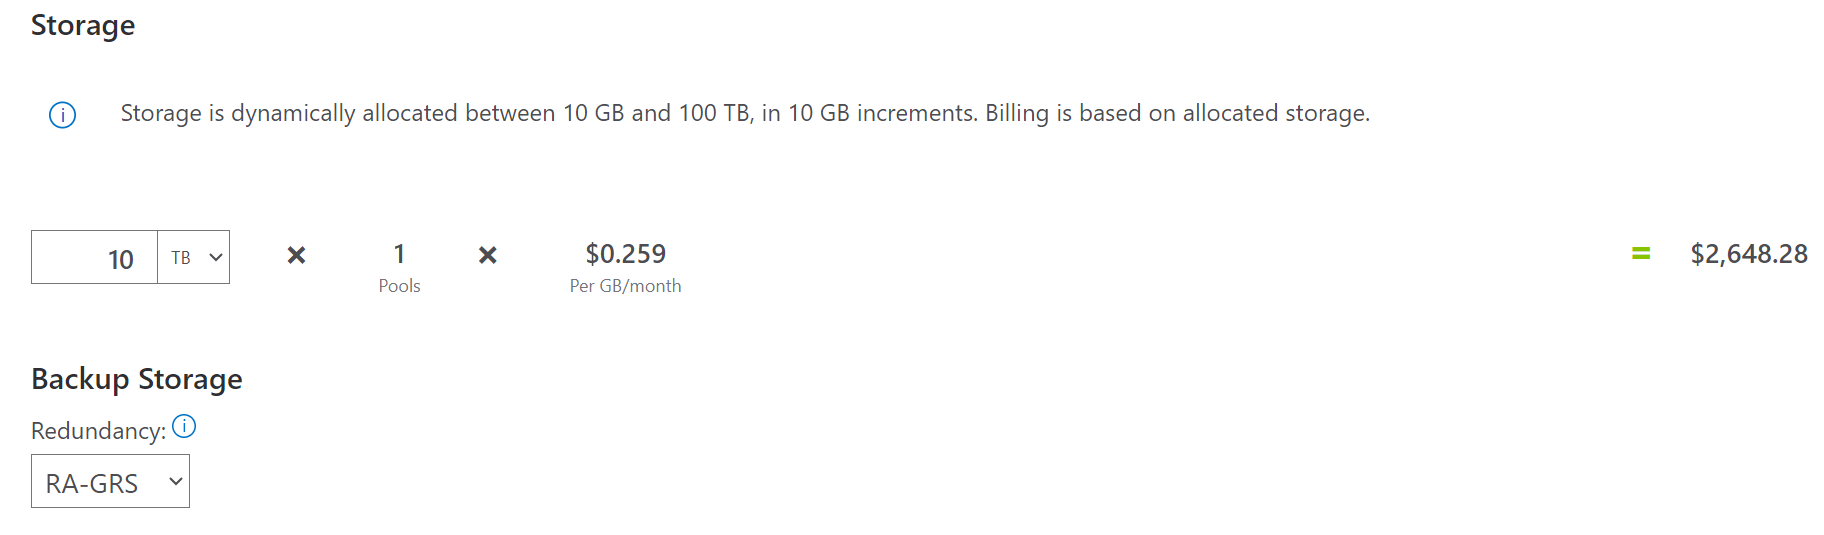 Storage
Storage is dynamically allocated between 10 GB and 100 TB, in 10 GB increments. Billing is based on allocated storage.
10 TB × 1 × $0.259 = $2,648.28
Pools Per GB/month
Backup Storage
Redundancy:
RA-GRS